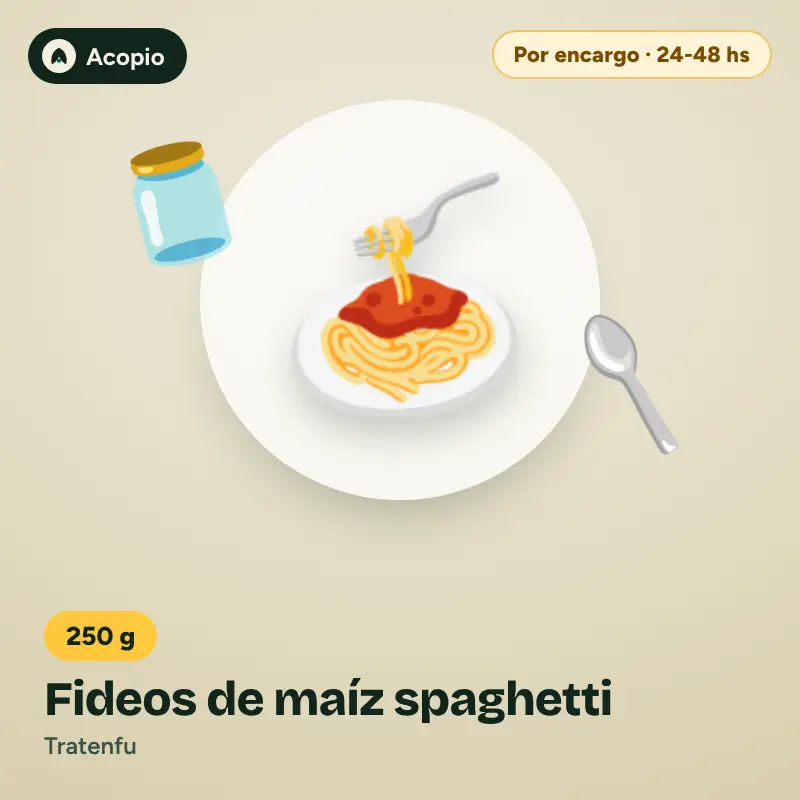 Acopio
Por encargo · 24-48 hs
250 g
Fideos de maíz spaghetti
Tratenfu